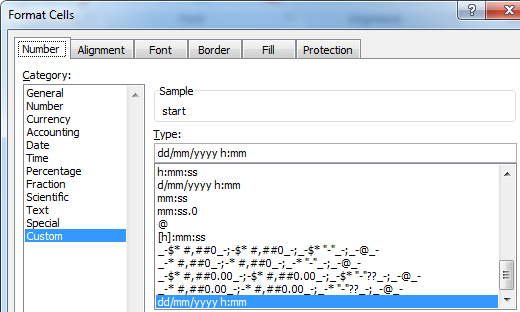 Format Cells
Number Alignment Font Border Fill Protection
Category:
General
Number
Currency
Accounting
Date
Time
Percentage
Fraction
Scientific
Text
Special
Custom
Sample
start
Type:
dd/mm/yyyy h:mm
h:mm:ss
d/mm/yyyy h:mm
mm:ss
mm:ss.0
@
[h]:mm:ss
_-$* #,##0_-;-$* #,##0_-;_-$* "-"_-;_-@_-
_-* #,##0_-;-* #,##0_-;_-* "-"_-;_-@_-
_-$* #,##0.00_-;-$* #,##0.00_-;_-$* "-"??_-;_-@_-
_-* #,##0.00_-;-* #,##0.00_-;_-* "-"??_-;_-@_-
dd/mm/yyyy h:mm